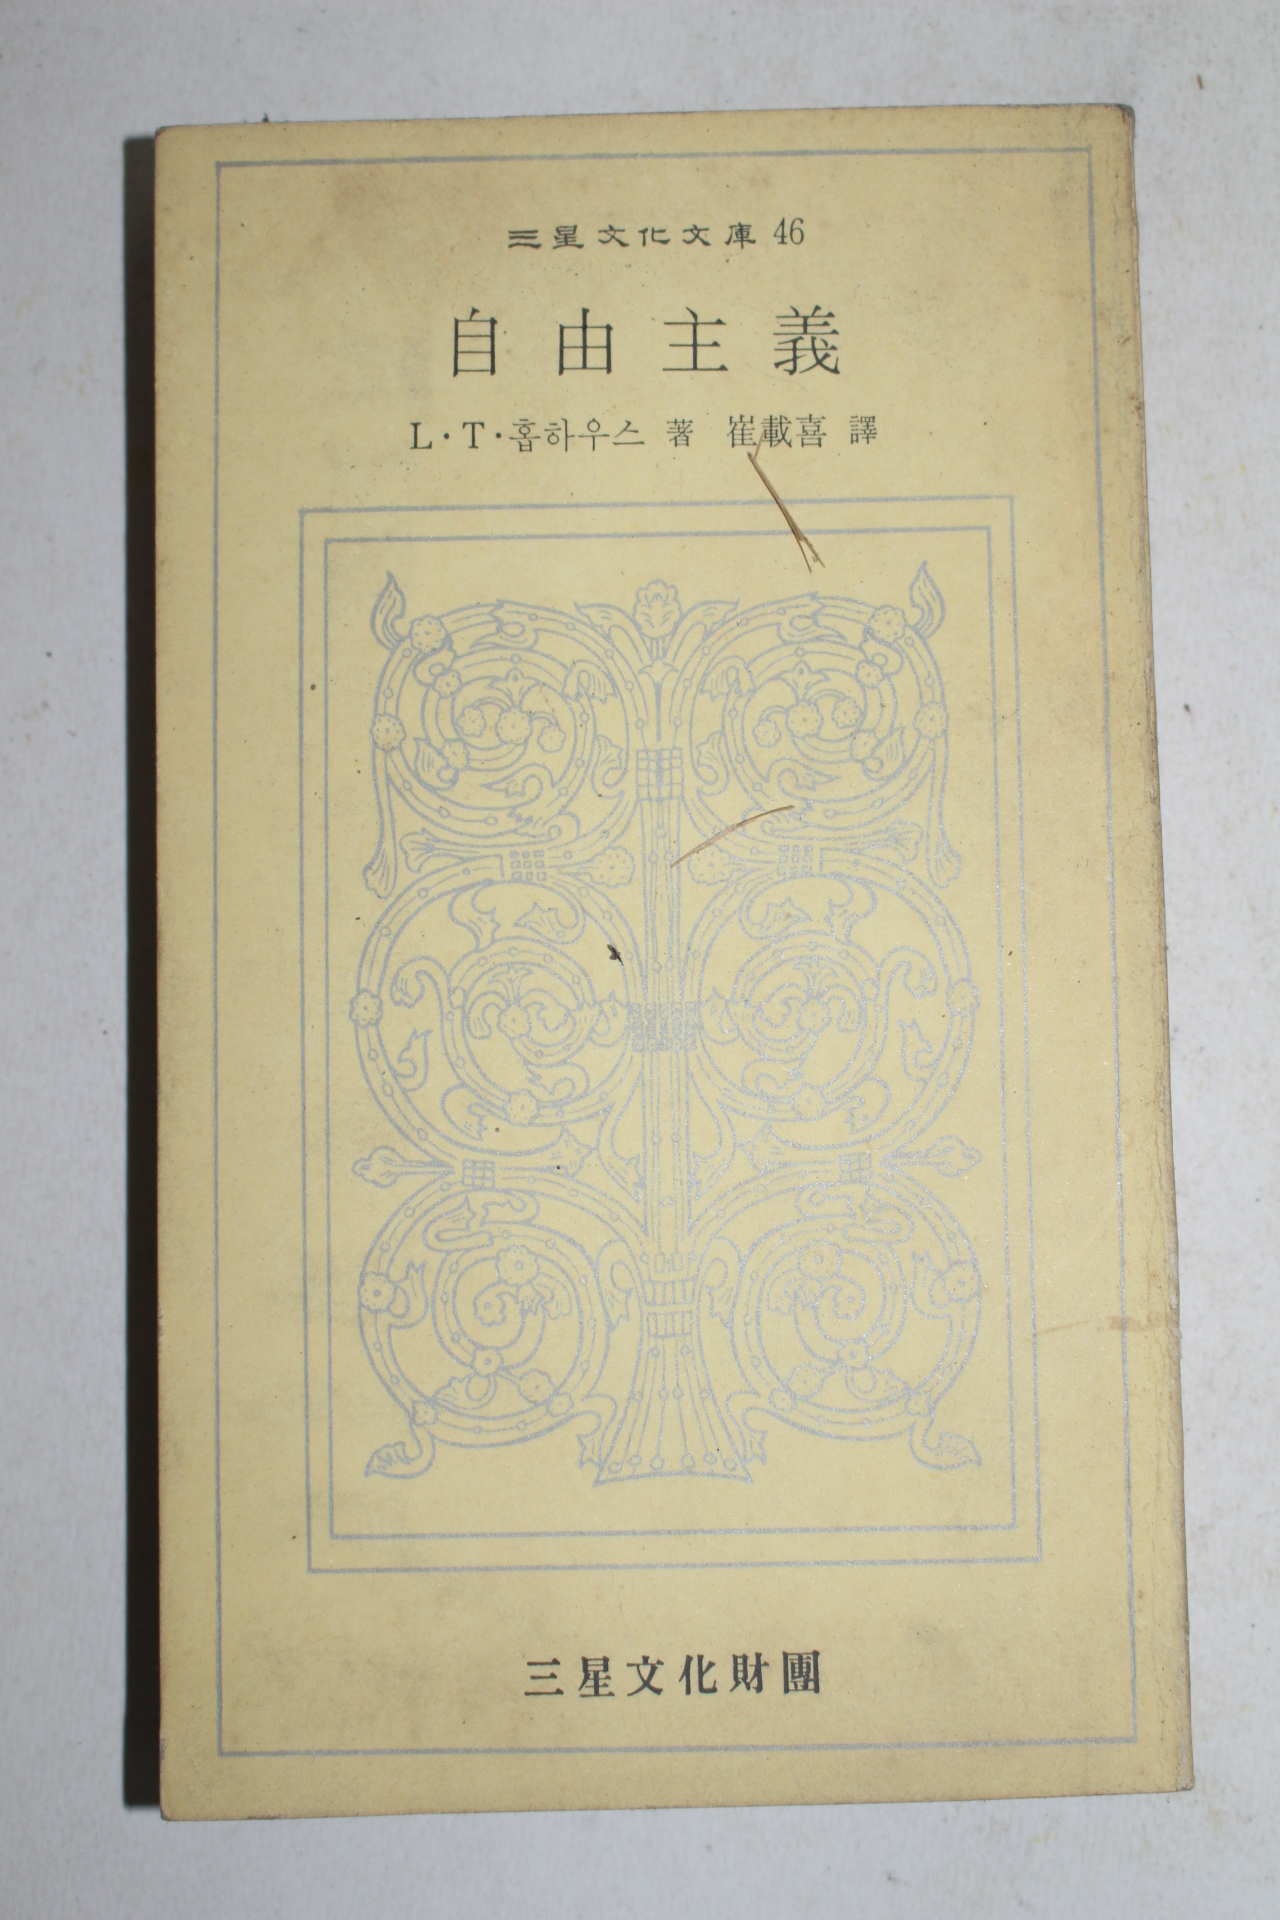 三星文化文庫 46
自由主義
L·T·홉하우스 著 崔載喜 譯
三星文化財團